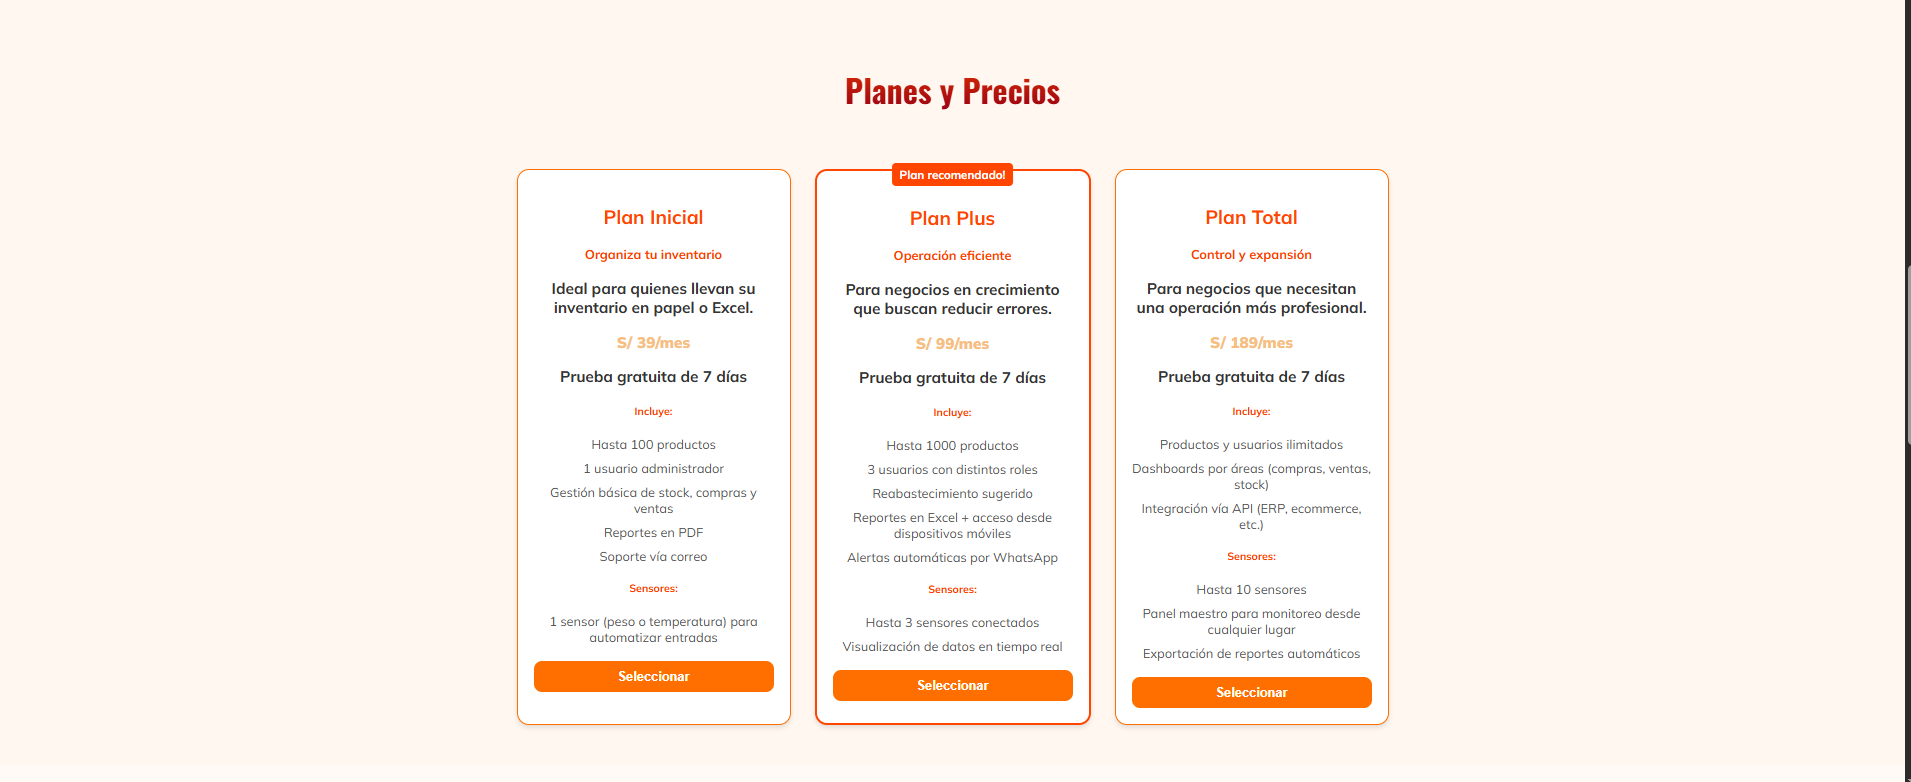 Planes y Precios
Plan Inicial
Organiza tu inventario
Ideal para quienes llevan su
inventario en papel o Excel.
S/ 39/mes
Prueba gratuita de 7 días
Incluye:
Hasta 100 productos
1 usuario administrador
Gestión básica de stock, compras y
ventas
Reportes en PDF
Soporte vía correo
Sensores:
1 sensor (peso o temperatura) para
automatizar entradas
Seleccionar
Plan recomendado!
Plan Plus
Operación eficiente
Para negocios en crecimiento
que buscan reducir errores.
S/ 99/mes
Prueba gratuita de 7 días
Incluye:
Hasta 1000 productos
3 usuarios con distintos roles
Reabastecimiento sugerido
Reportes en Excel + acceso desde
dispositivos móviles
Alertas automáticas por WhatsApp
Sensores:
Hasta 3 sensores conectados
Visualización de datos en tiempo real
Seleccionar
Plan Total
Control y expansión
Para negocios que necesitan
una operación más profesional.
S/ 189/mes
Prueba gratuita de 7 días
Incluye:
Productos y usuarios ilimitados
Dashboards por áreas (compras, ventas,
stock)
Integración vía API (ERP, ecommerce,
etc.)
Sensores:
Hasta 10 sensores
Panel maestro para monitoreo desde
cualquier lugar
Exportación de reportes automáticos
Seleccionar